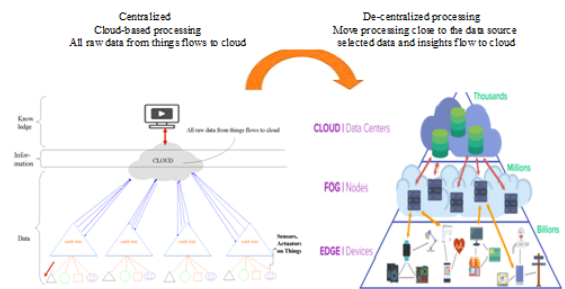 Centralized
Cloud-based processing
All raw data from things flows to cloud
De-centralized processing
Move processing close to the data source
selected data and insights flow to cloud
Know
ledge
All raw data from things flows to cloud
Infor-
mation
CLOUD
Data
Sensors,
Actuators
"on Things
Thousands
CLOUD | Data Centers
Millions
FOG | Nodes
Billions
EDGE | Devices